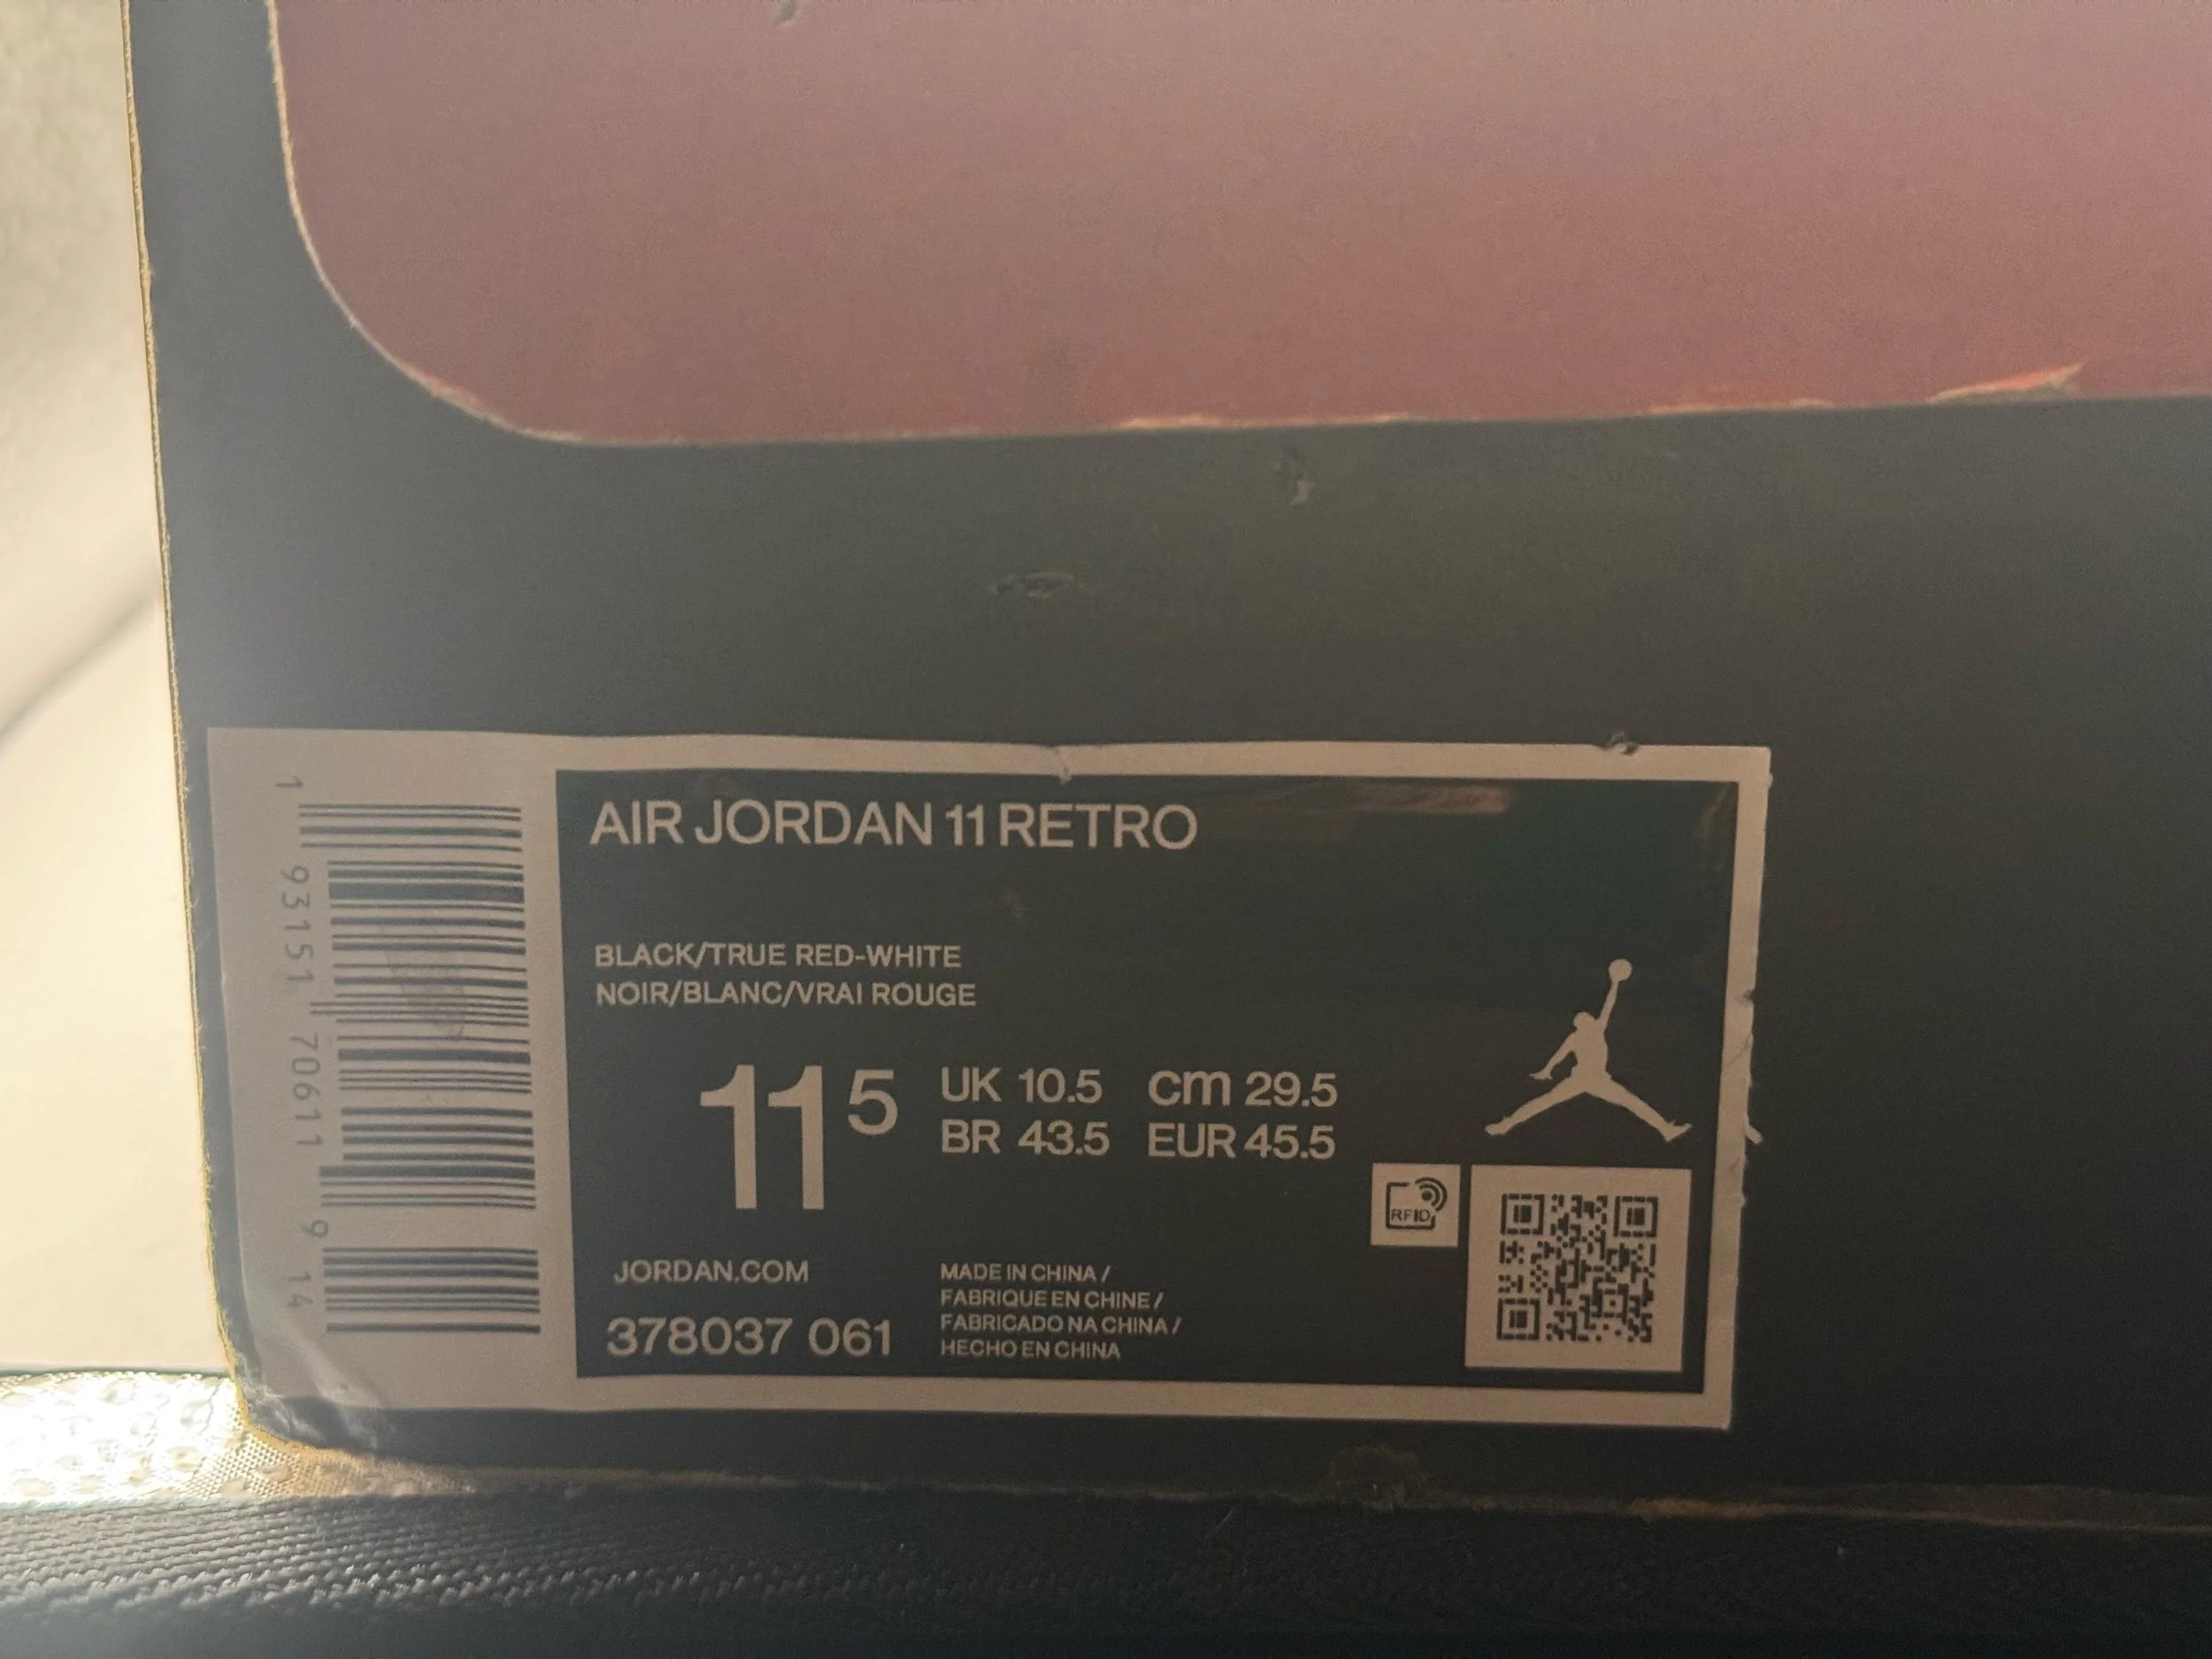 AIR JORDAN 11 RETRO
BLACK/TRUE RED-WHITE
NOIR/BLANC/VRAI ROUGE
11 5
UK 10.5 cm 29.5
BR 43.5 EUR 45.5
RFID
JORDAN.COM
378037 061
MADE IN CHINA /
FABRIQUE EN CHINE /
FABRICADO NA CHINA /
HECHO EN CHINA
1 93151 70611 9 14